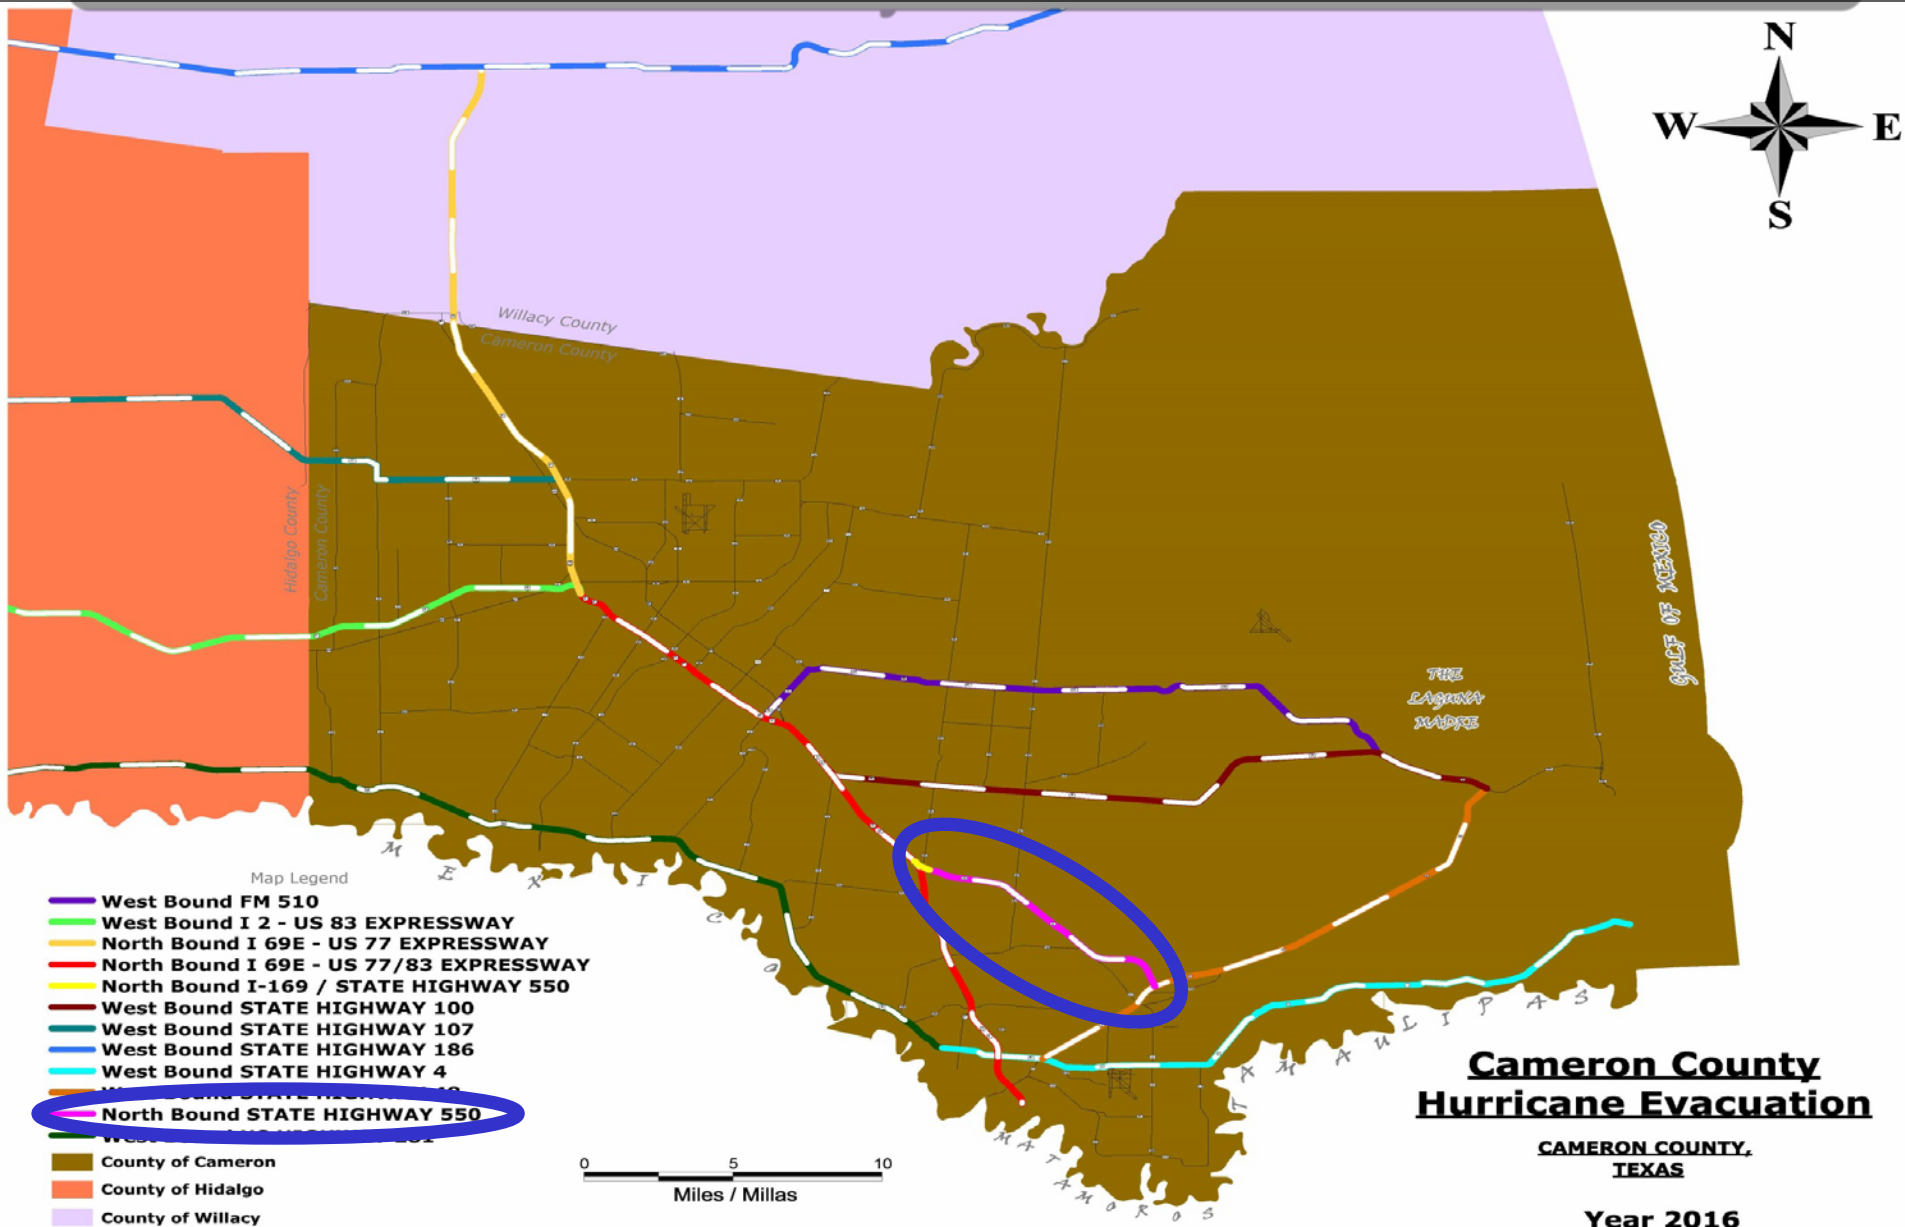 N
W E
S
Willacy County
Cameron County
Hidalgo County
Cameron County
GULF OF MEXICO
THE
LAGUNA
MADRE
MEXICO
TAMAULIPAS
MATAMOROS
Map Legend
West Bound FM 510
West Bound I 2 - US 83 EXPRESSWAY
North Bound I 69E - US 77 EXPRESSWAY
North Bound I 69E - US 77/83 EXPRESSWAY
North Bound I-169 / STATE HIGHWAY 550
West Bound STATE HIGHWAY 100
West Bound STATE HIGHWAY 107
West Bound STATE HIGHWAY 186
West Bound STATE HIGHWAY 4
North Bound STATE HIGHWAY 550
County of Cameron
County of Hidalgo
County of Willacy
0 5 10
Miles / Millas
Cameron County
Hurricane Evacuation
CAMERON COUNTY,
TEXAS
Year 2016